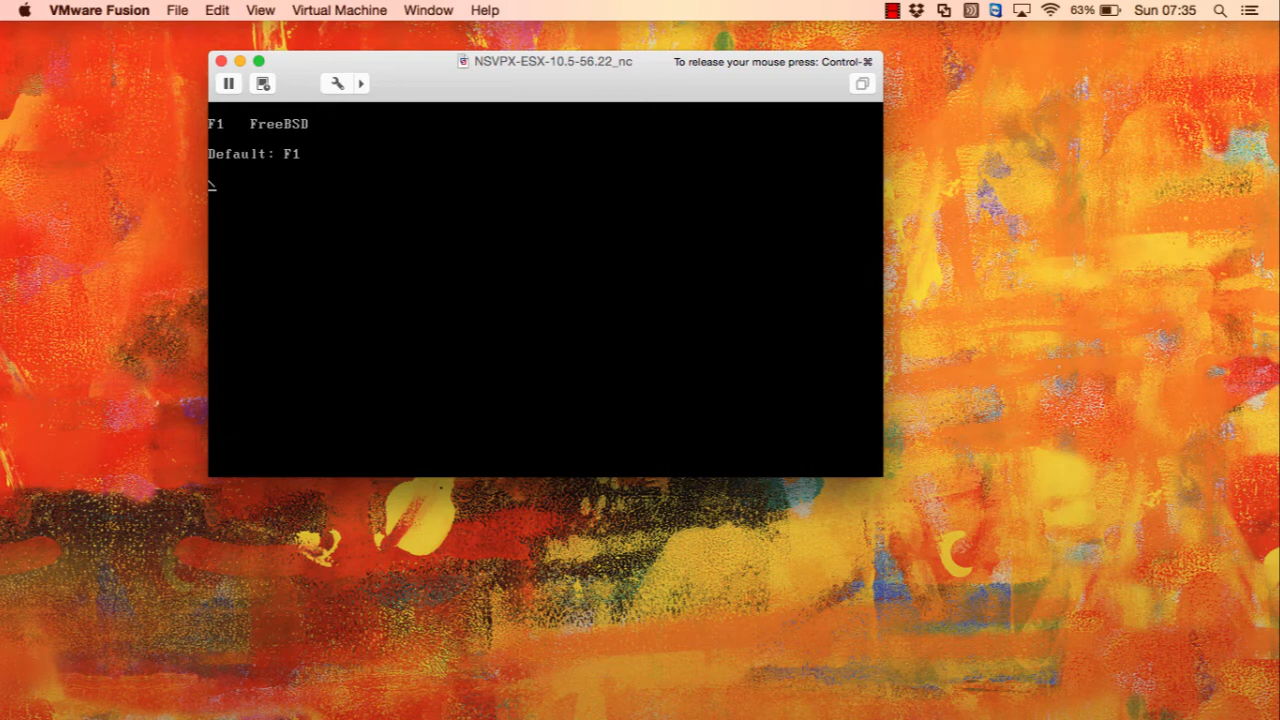 VMware Fusion File Edit View Virtual Machine Window Help 63% Sun 07:35
NSVPX-ESX-10.5-56.22_nc To release your mouse press: Control-⌘
F1 FreeBSD
Default: F1